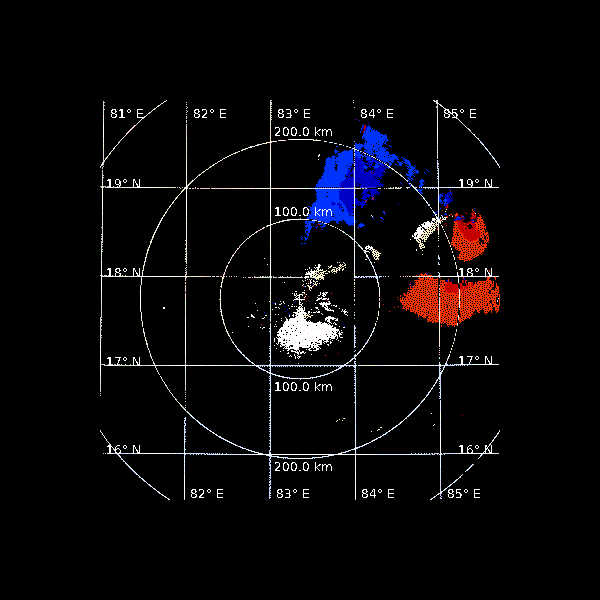 81° E 82° E 83° E 84° E 85° E
200.0 km
19° N 19° N
100.0 km
18° N 18° N
17° N 17° N
100.0 km
16° N 16° N
200.0 km
82° E 83° E 84° E 85° E